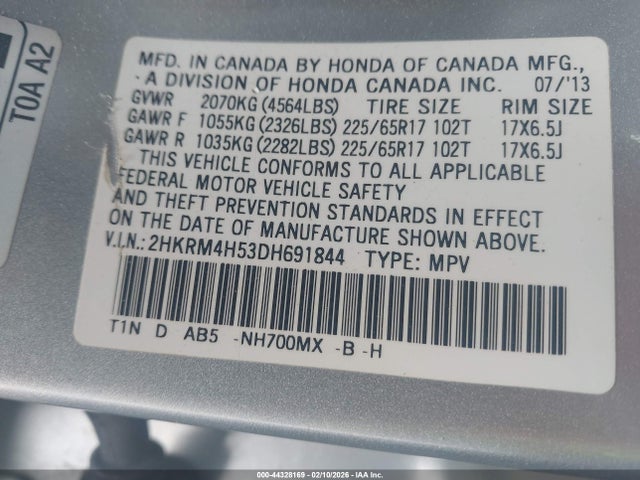 TOA A2
MFD. IN CANADA BY HONDA OF CANADA MFG.,
A DIVISION OF HONDA CANADA INC. 07/'13
GVWR 2070KG (4564LBS) TIRE SIZE RIM SIZE
GAWR F 1055KG (2326LBS) 225/65R17 102T 17X6.5J
GAWR R 1035KG (2282LBS) 225/65R17 102T 17X6.5J
THIS VEHICLE CONFORMS TO ALL APPLICABLE
FEDERAL MOTOR VEHICLE SAFETY
AND THEFT PREVENTION STANDARDS IN EFFECT
ON THE DATE OF MANUFACTURE SHOWN ABOVE.
V.I.N.: 2HKRM4H53DH691844 TYPE: MPV
T1N D AB5 -NH700MX -B -H
000-44328169 - 02/10/2026 - IAA Inc.